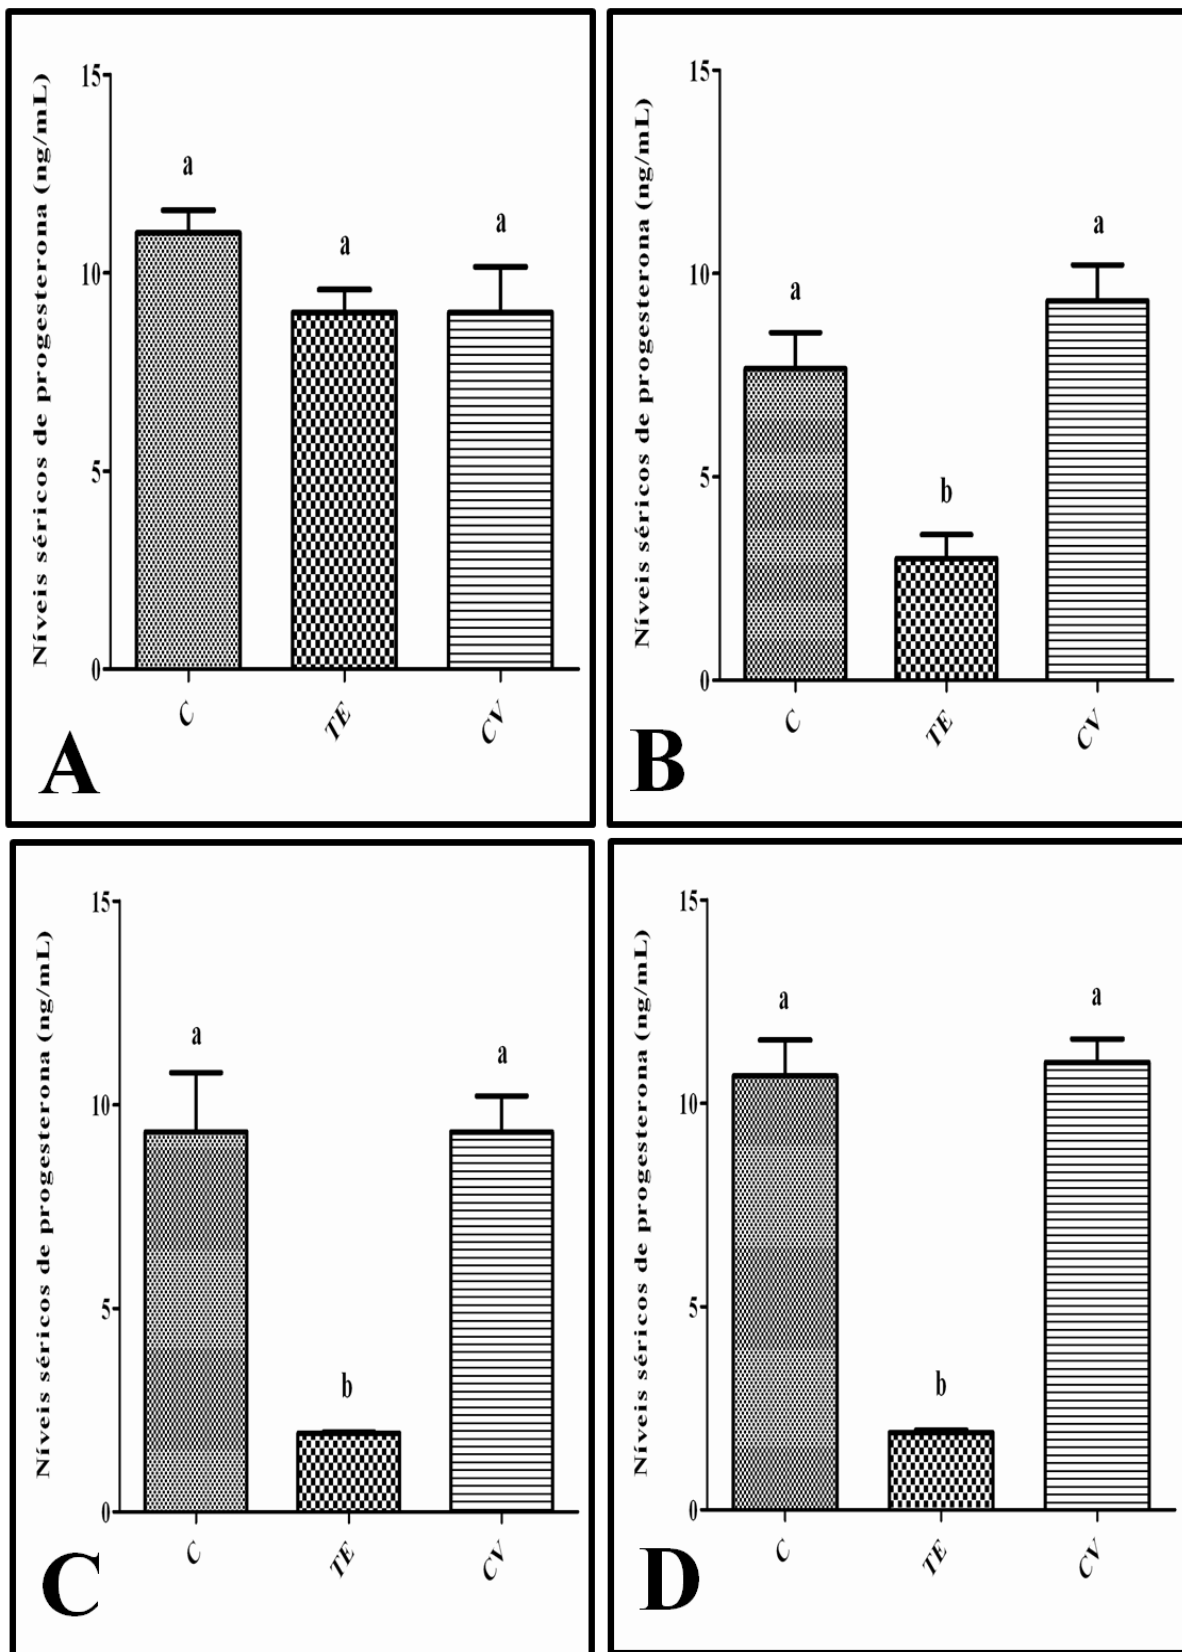 Níveis séricos de progesterona (ng/mL)
15
10
5
0
a
a
a
C
TE
CV
A
Níveis séricos de progesterona (ng/mL)
15
10
5
0
a
b
a
C
TE
CV
B
Níveis séricos de progesterona (ng/mL)
15
10
5
0
a
b
a
C
TE
CV
C
Níveis séricos de progesterona (ng/mL)
15
10
5
0
a
b
a
C
TE
CV
D